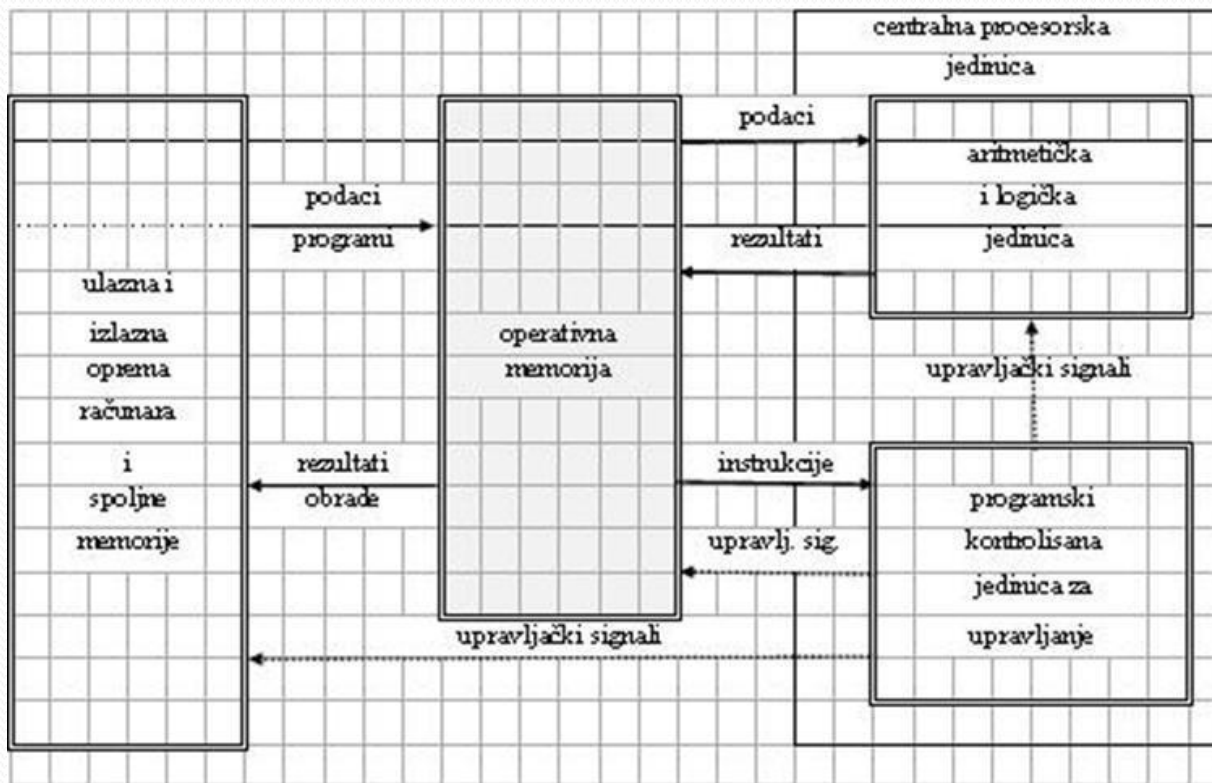 centralna procesorska
jedinica
podaci
aritmetička
i logička
jedinica
podaci
programi
rezultati
ulazna i
izlazna
oprema
računara
i
spoljne
memorije
operativna
memorija
upravljački signali
rezultati
obrade
instrukcije
programski
kontrolisana
jedinica za
upravljanje
upravlj. sig.
upravljački signali